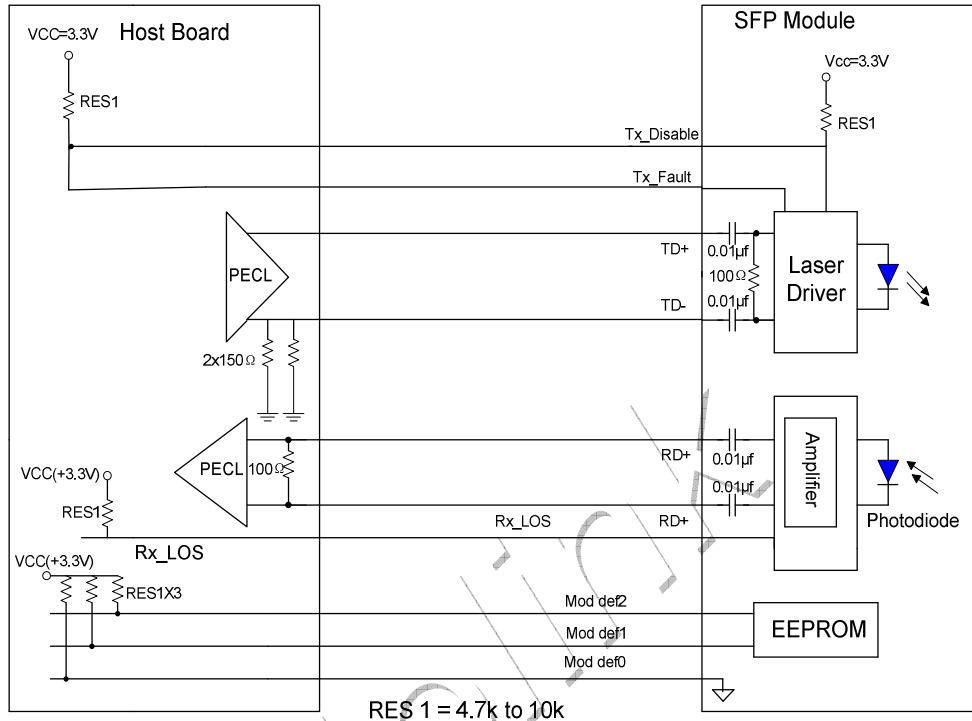 Host Board
SFP Module
VCC=3.3V
Vcc=3.3V
RES1
RES1
Tx_Disable
Tx_Fault
PECL
TD+
0.01µf
100Ω
0.01µf
TD-
Laser
Driver
2x150Ω
PECL
100Ω
RD+
0.01µf
0.01µf
RD+
Amplifier
Photodiode
VCC(+3.3V)
RES1
Rx_LOS
Rx_LOS
VCC(+3.3V)
RES1X3
Mod def2
Mod def1
Mod def0
EEPROM
RES 1 = 4.7k to 10k